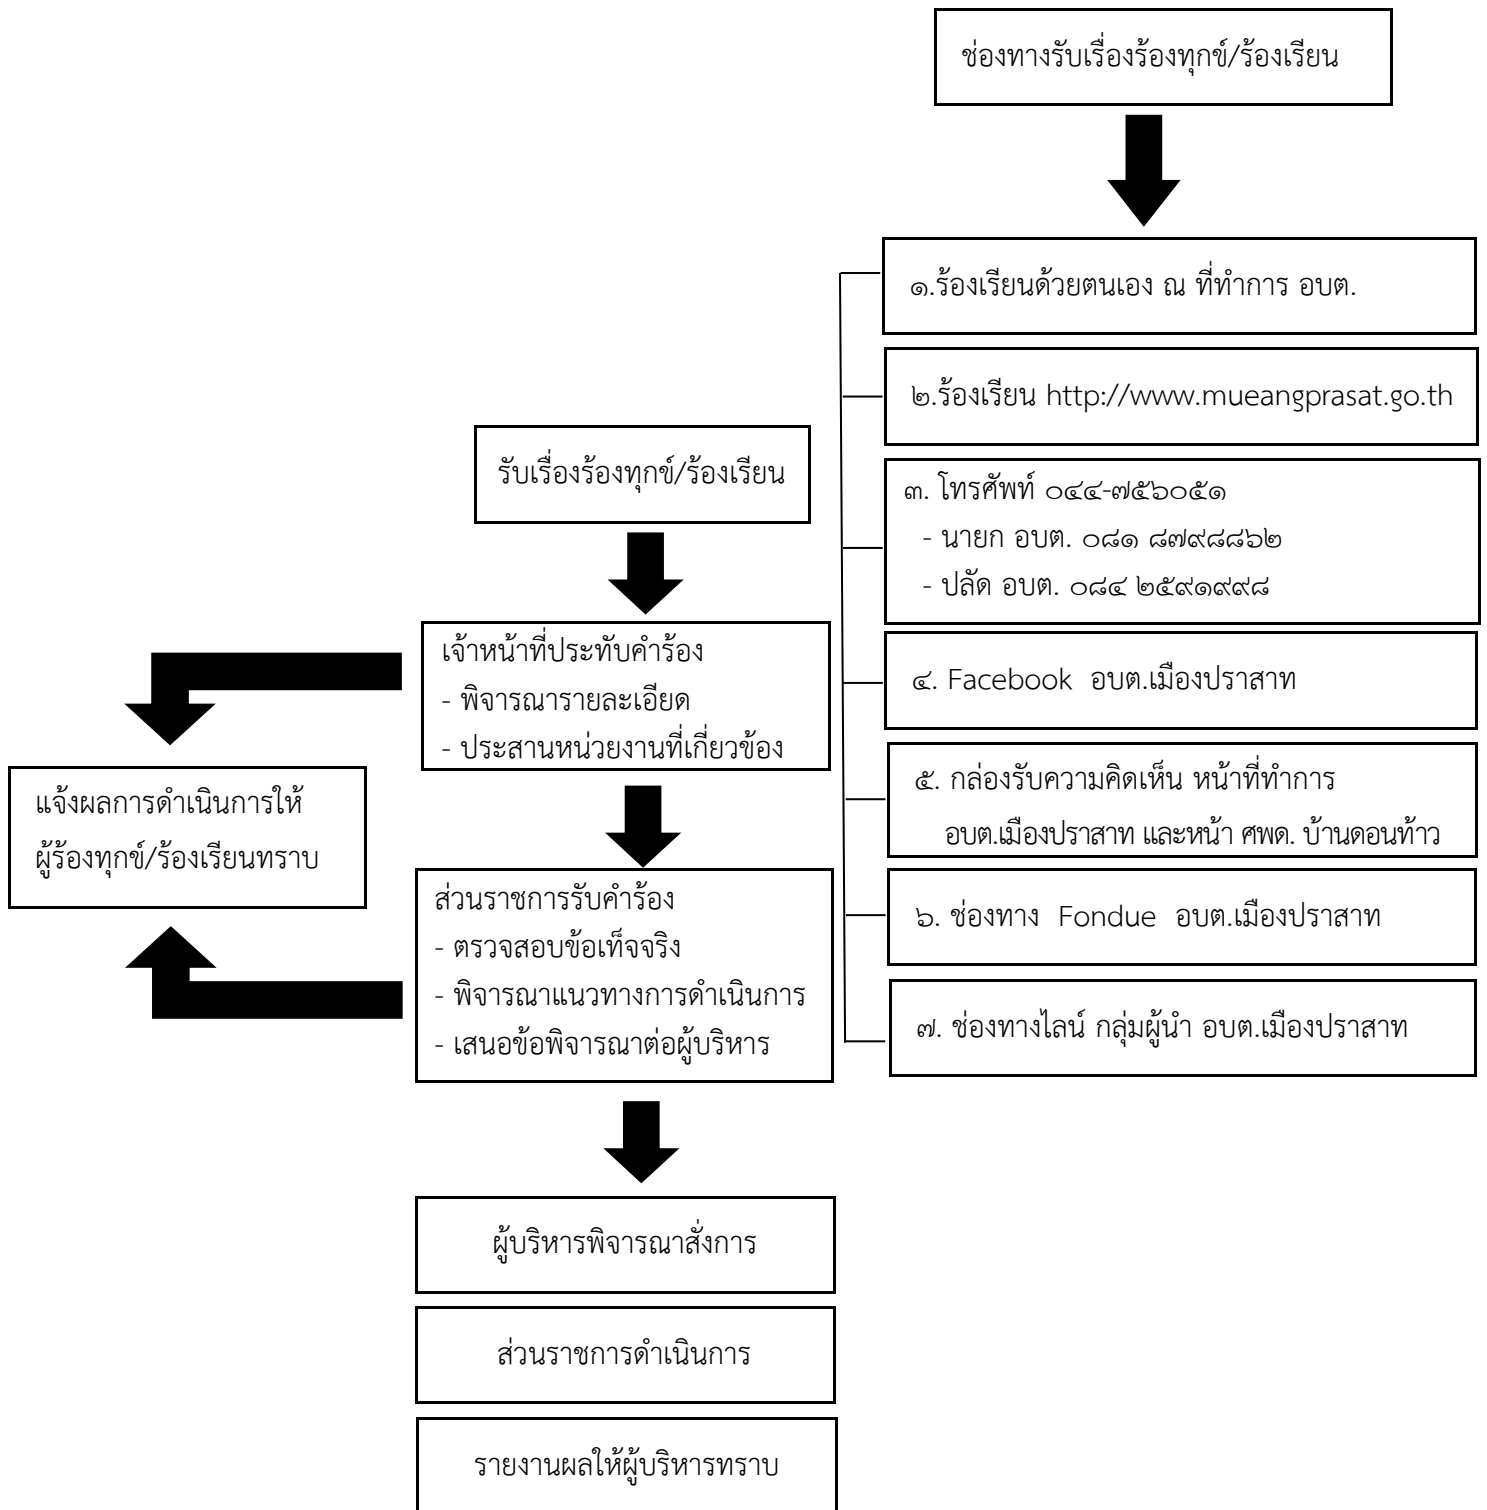 ช่องทางรับเรื่องร้องทุกข์/ร้องเรียน
๑.ร้องเรียนด้วยตนเอง ณ ที่ทำการ อบต.
๒.ร้องเรียน http://www.mueangprasat.go.th
๓. โทรศัพท์ ๐๔๔-๗๕๖๐๕๑
- นายก อบต. ๐๘๑ ๘๗๙๘๘๖๒
- ปลัด อบต. ๐๘๔ ๒๕๙๑๙๙๘
๔. Facebook อบต.เมืองปราสาท
๕. กล่องรับความคิดเห็น หน้าที่ทำการ
อบต.เมืองปราสาท และหน้า ศพด. บ้านดอนท้าว
๖. ช่องทาง Fondue อบต.เมืองปราสาท
๗. ช่องทางไลน์ กลุ่มผู้นำ อบต.เมืองปราสาท
รับเรื่องร้องทุกข์/ร้องเรียน
เจ้าหน้าที่ประทับคำร้อง
- พิจารณารายละเอียด
- ประสานหน่วยงานที่เกี่ยวข้อง
แจ้งผลการดำเนินการให้
ผู้ร้องทุกข์/ร้องเรียนทราบ
ส่วนราชการรับคำร้อง
- ตรวจสอบข้อเท็จจริง
- พิจารณาแนวทางการดำเนินการ
- เสนอข้อพิจารณาต่อผู้บริหาร
ผู้บริหารพิจารณาสั่งการ
ส่วนราชการดำเนินการ
รายงานผลให้ผู้บริหารทราบ